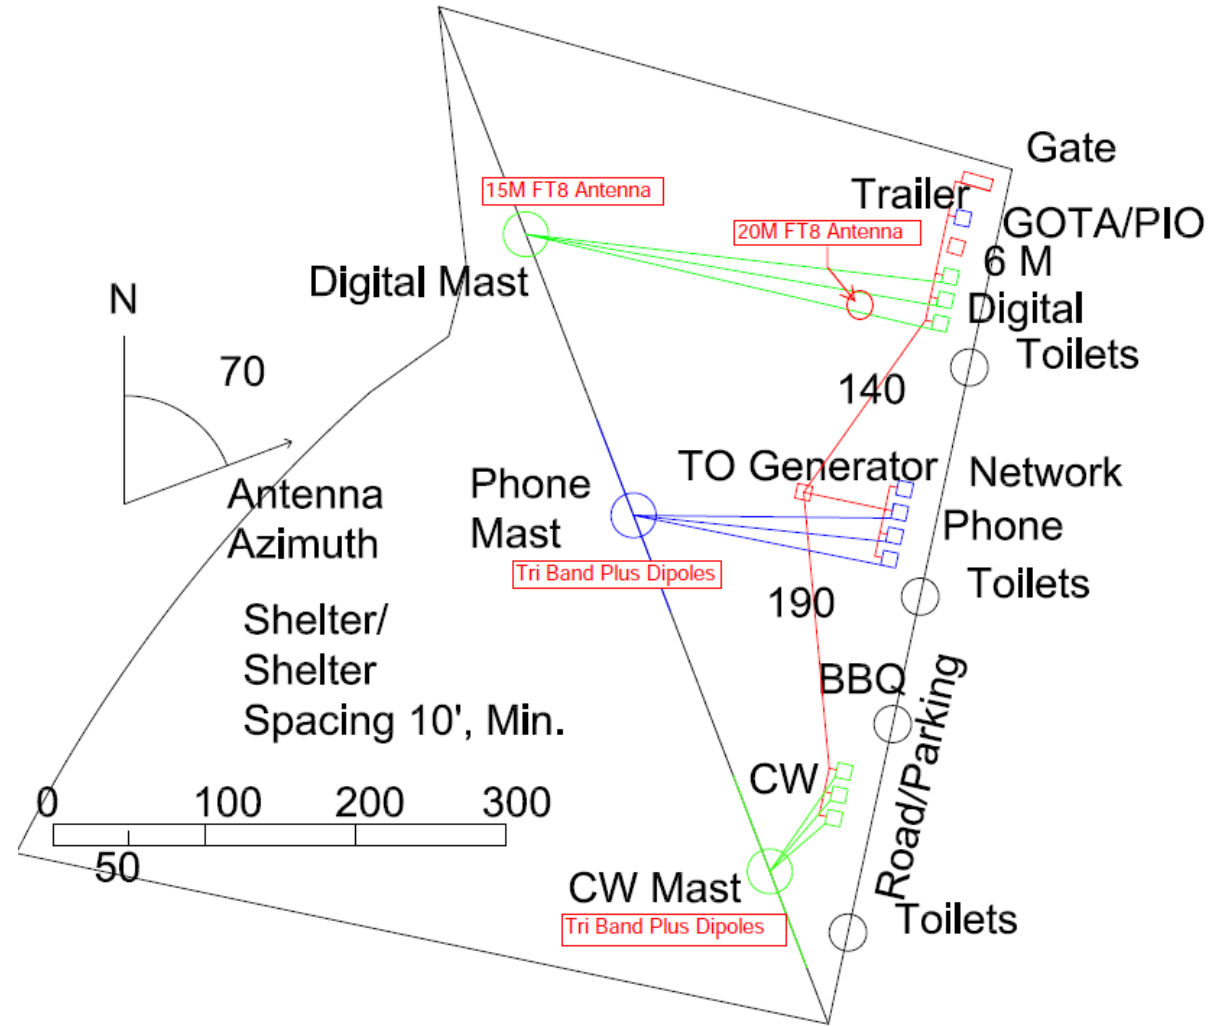 Gate
15M FT8 Antenna
Trailer
GOTA/PIO
20M FT8 Antenna
6 M
Digital Mast
N
Digital
Toilets
70
140
TO Generator
Network
Phone
Mast
Antenna
Azimuth
Phone
Tri Band Plus Dipoles
Toilets
190
Shelter/
Shelter
Spacing 10', Min.
BBQ
Road/Parking
CW
0
100
200
300
50
CW Mast
Tri Band Plus Dipoles
Toilets